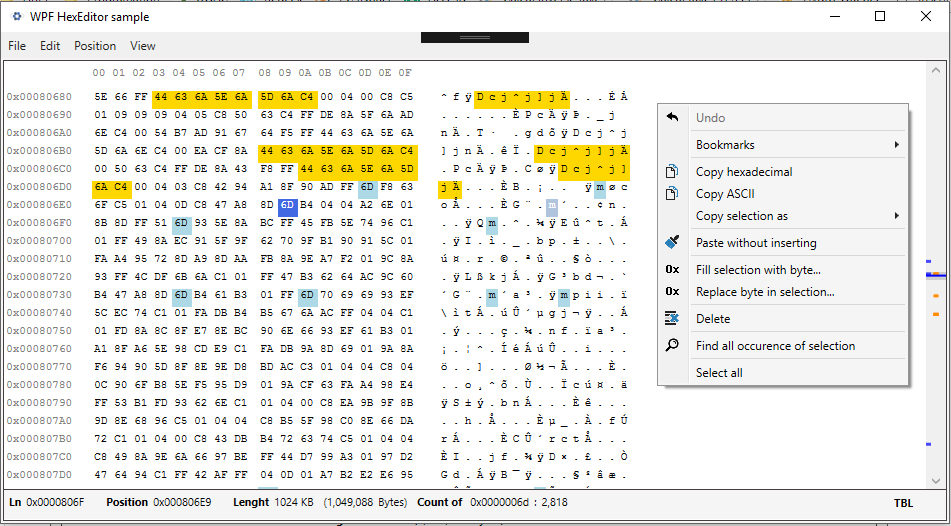 WPF HexEditor sample
File Edit Position View
00 01 02 03 04 05 06 07 08 09 0A 0B 0C 0D 0E 0F
0x00080680 5E 66 FF 44 63 6A 5E 6A 5D 6A C4 00 04 00 C8 C5 ^fÿDcj^j]jÄ...ÈÅ
0x00080690 01 09 09 09 04 05 C8 50 63 C4 FF DE 8A 5F 6A AD ......ÈPcÄÿÞ._j
0x000806A0 6E C4 00 54 B7 AD 91 67 64 F5 FF 44 63 6A 5E 6A nÄ.T· .gdõÿDcj^j
0x000806B0 5D 6A 6E C4 00 EA CF 8A 44 63 6A 5E 6A 5D 6A C4 ]jnÄ.êÏ.Dcj^j]jÄ
0x000806C0 00 50 63 C4 FF DE 8A 43 F8 FF 44 63 6A 5E 6A 5D .PcÄÿÞ.CøÿDcj^j]
0x000806D0 6A C4 00 04 03 C8 42 94 A1 8F 90 AD FF 6D F8 63 jÄ...ÈB.¡.. ÿmøc
0x000806E0 6F C5 01 04 0D C8 47 A8 8D 6D B4 04 04 A2 6E 01 oÅ...ÈG¨.m´..¢n.
0x000806F0 8B 8D FF 51 6D 93 5E 8A BC FF 45 FB 5E 74 96 C1 ..ÿQm.^.¼ÿEû^t.Á
0x00080700 01 FF 49 8A EC 91 5F 9F 62 70 9F B1 90 91 5C 01 .ÿI.ì._.bp.±..\.
0x00080710 FA A4 95 72 8D A9 8D AA FB 8A 9E A7 F2 01 9C 8A ú¤.r.©.ªû..§ò...
0x00080720 93 FF 4C DF 6B 6A C1 01 FF 47 B3 62 64 AC 9C 60 .ÿLßkjÁ.ÿG³bd¬.`
0x00080730 B4 47 A8 8D 6D B4 61 B3 01 FF 6D 70 69 69 93 EF ´G¨.m´a³.ÿmpii.ï
0x00080740 5C EC 74 C1 01 FA DB B4 B5 67 6A AC FF 04 04 C1 \ìtÁ.úÛ´µgj¬ÿ..Á
0x00080750 01 FD 8A 8C 8F E7 8E BC 90 6E 66 93 EF 61 B3 01 .ý...ç.¼.nf.ïa³.
0x00080760 A1 8F A6 5E 98 CD E9 C1 FA DB 9A 8D 69 01 9A 8A ¡.¦^.ÍéÁúÛ..i...
0x00080770 F6 94 90 5D 8F 8E 9E D8 BD AC C3 01 04 04 C8 04 ö..]...Ø½¬Ã...È.
0x00080780 0C 90 6F B8 5E F5 95 D9 01 9A CF 63 FA A4 98 E4 ..o¸^õ.Ù..Ïcú¤.ä
0x00080790 FF 53 B1 FD 93 62 6E C1 01 04 00 C8 EA 9B 9F 8B ÿS±ý.bnÁ...Èê...
0x000807A0 9D 8E 68 96 C5 01 04 04 C8 B5 5F 98 C0 8E 66 DA ..h.Å...Èµ_.À.fÚ
0x000807B0 72 C1 01 04 00 C8 43 DB B4 72 63 74 C5 01 04 04 rÁ...ÈCÛ´rctÅ...
0x000807C0 C8 49 8A 9E 6A 66 97 BE FF 44 D7 99 A3 01 97 D2 ÈI..jf.¾ÿD×.£..Ò
0x000807D0 47 64 94 C1 FF 42 AF FF 04 0D 01 A7 B2 E2 E6 95 Gd.ÁÿB¯ÿ...§²âæ.
Undo
Bookmarks
Copy hexadecimal
Copy ASCII
Copy selection as
Paste without inserting
0x Fill selection with byte...
0x Replace byte in selection...
Delete
Find all occurence of selection
Select all
Ln 0x0000806F Position 0x000806E9 Lenght 1024 KB (1,049,088 Bytes) Count of 0x0000006d : 2,818 TBL